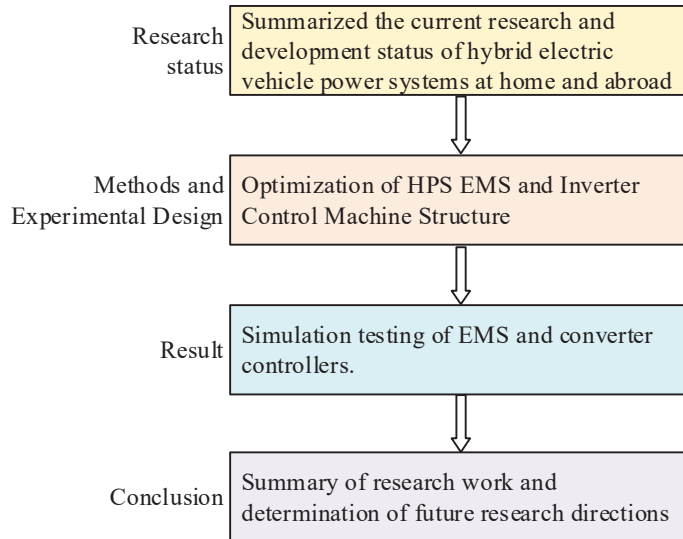 Research
status
Summarized the current research and
development status of hybrid electric
vehicle power systems at home and abroad
Methods and
Experimental Design
Optimization of HPS EMS and Inverter
Control Machine Structure
Result
Simulation testing of EMS and converter
controllers.
Conclusion
Summary of research work and
determination of future research directions